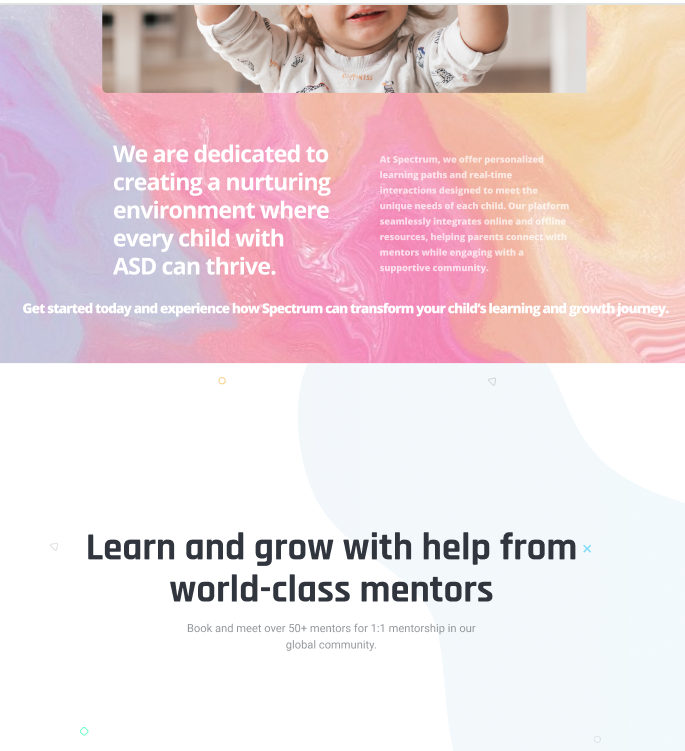 We are dedicated to
creating a nurturing
environment where
every child with
ASD can thrive.
At Spectrum, we offer personalized
learning paths and real-time
interactions designed to meet the
unique needs of each child. Our platform
seamlessly integrates online and offline
resources, helping parents connect with
mentors while engaging with a
supportive community.
Get started today and experience how Spectrum can transform your child's learning and growth journey.
Learn and grow with help from
world-class mentors
Book and meet over 50+ mentors for 1:1 mentorship in our
global community.